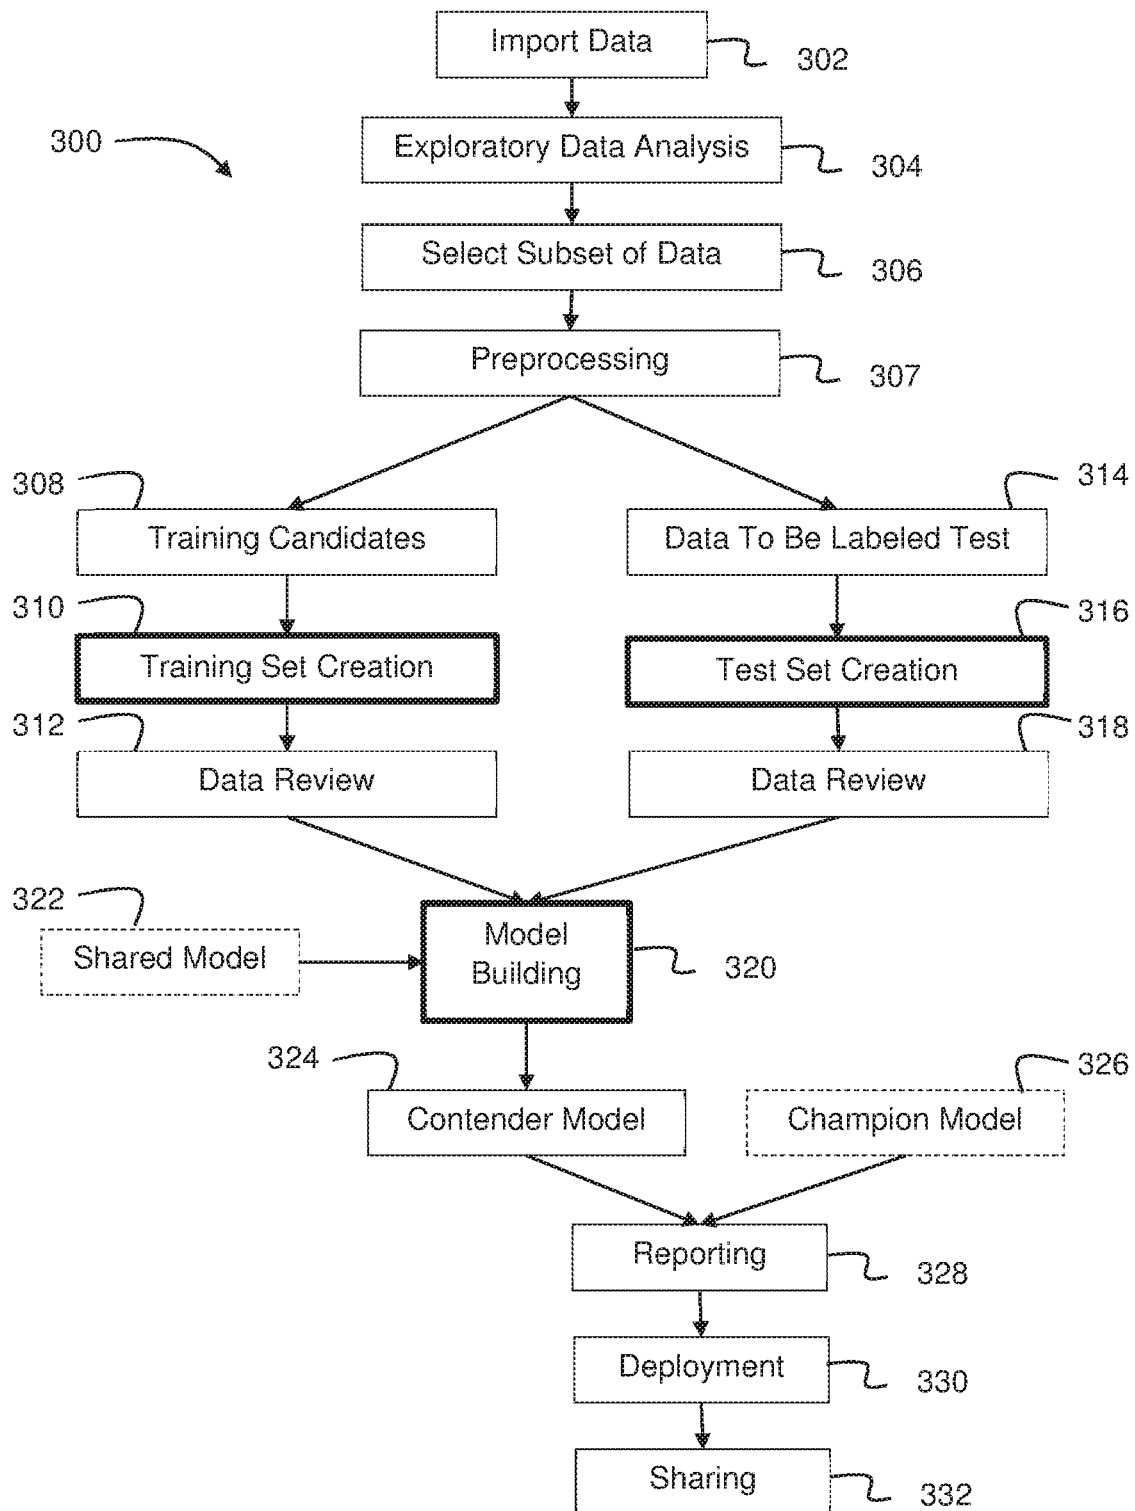 Import Data
302
300
Exploratory Data Analysis
304
Select Subset of Data
306
Preprocessing
307
308
314
Training Candidates
Data To Be Labeled Test
310
316
Training Set Creation
Test Set Creation
312
318
Data Review
Data Review
322
Shared Model
Model
Building
320
324
326
Contender Model
Champion Model
Reporting
328
Deployment
330
Sharing
332